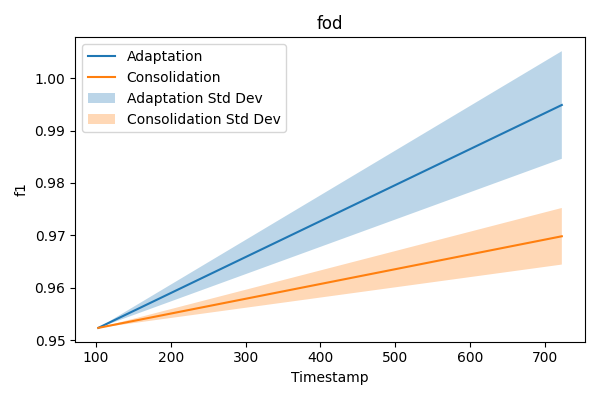 fod
Adaptation
Consolidation
Adaptation Std Dev
Consolidation Std Dev
f1
1.00
0.99
0.98
0.97
0.96
0.95
100 200 300 400 500 600 700
Timestamp